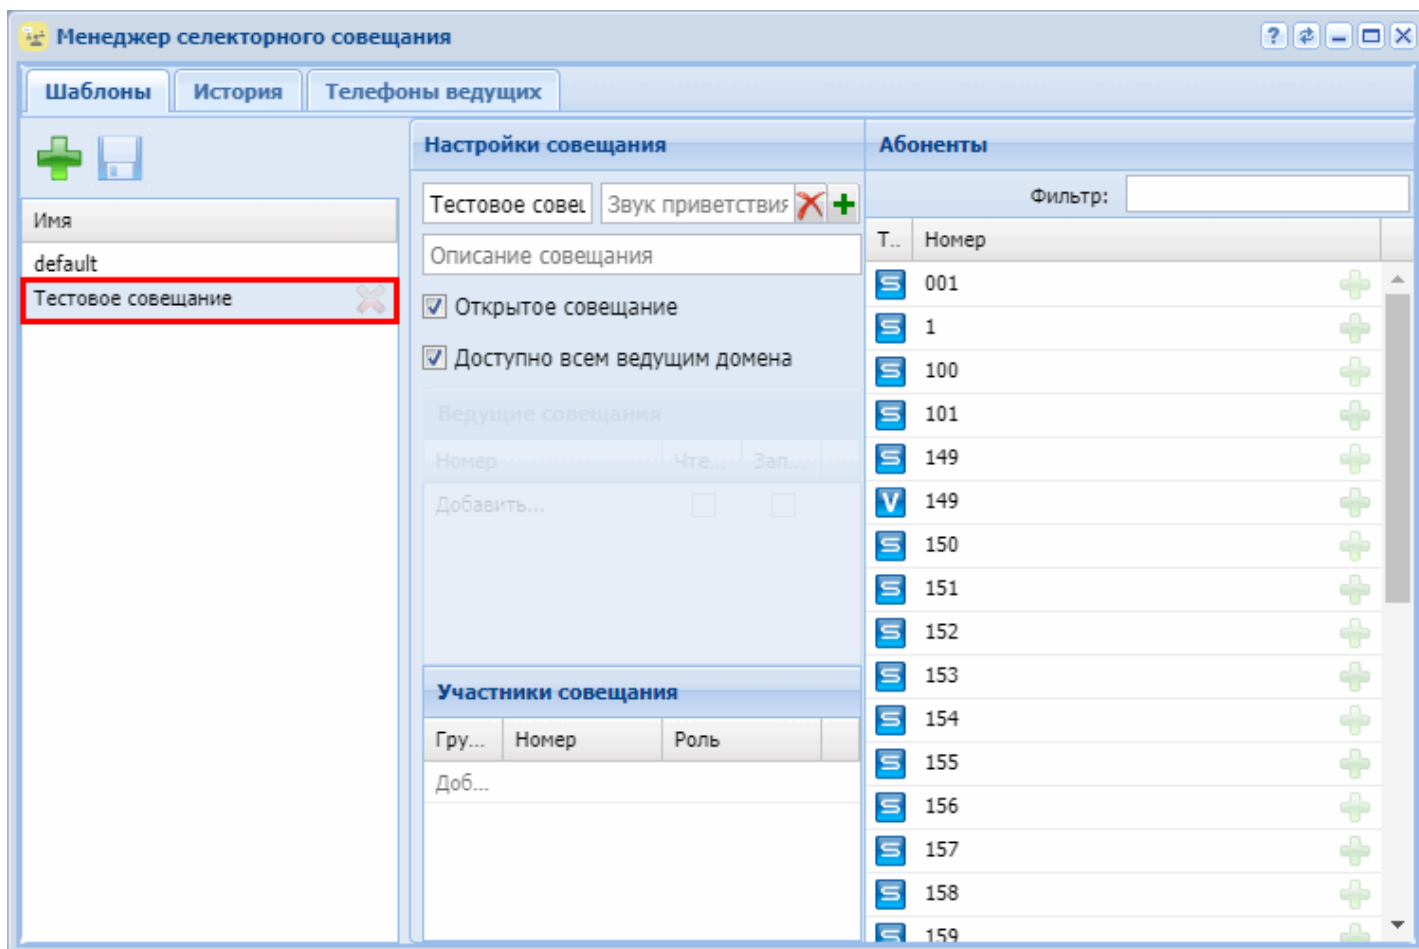 Менеджер селекторного совещания
Шаблоны История Телефоны ведущих
Имя
default
Тестовое совещание
Настройки совещания
Тестовое совещ Звук приветствия
Описание совещания
Открытое совещание
Доступно всем ведущим домена
Ведущие совещания
Номер Чте... Зап...
Добавить...
Участники совещания
Гру... Номер Роль
Доб...
Абоненты
Фильтр:
Т.. Номер
S 001
S 1
S 100
S 101
S 149
V 149
S 150
S 151
S 152
S 153
S 154
S 155
S 156
S 157
S 158
S 159